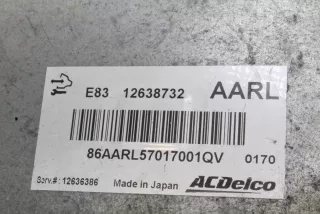 E83 12638732 AARL
86AARL57017001QV 0170
Serv.#: 12636386 Made in Japan ACDelco